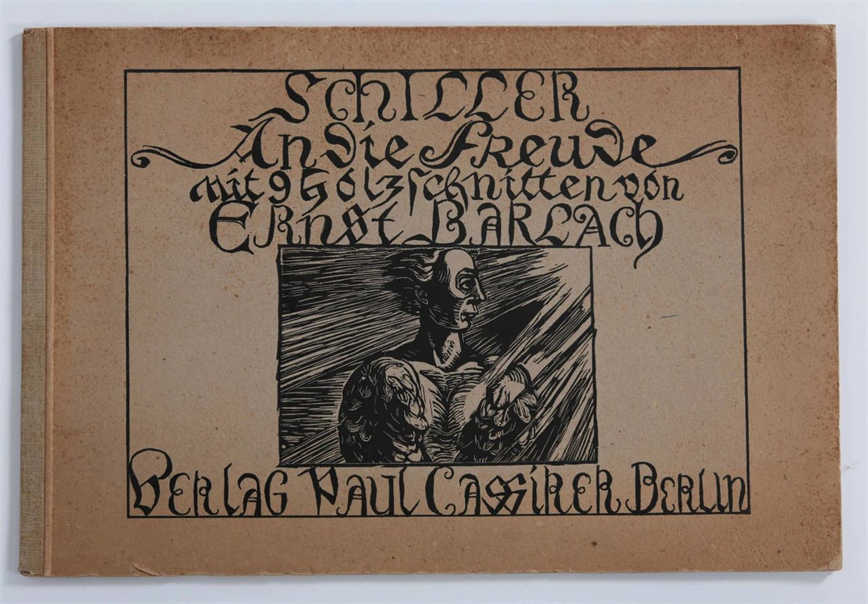 SCHILLER
An die Freude
mit 9 Holzschnitten von
ERNST BARLACH
VERLAG PAUL CASSIRER BERLIN